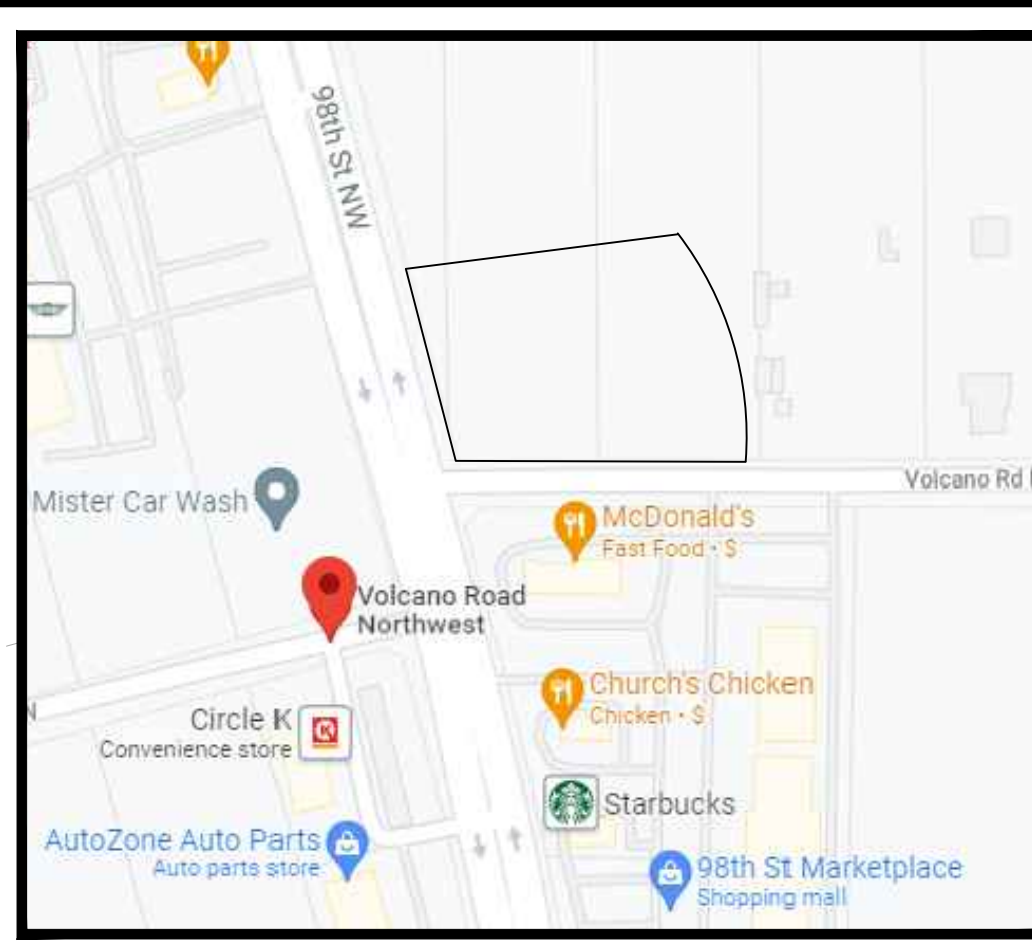 98th St NW
Mister Car Wash
Volcano Rd
McDonald's
Fast Food · $
Volcano Road
Northwest
Church's Chicken
Chicken · $
Circle K
Convenience store
Starbucks
AutoZone Auto Parts
Auto parts store
98th St Marketplace
Shopping mall